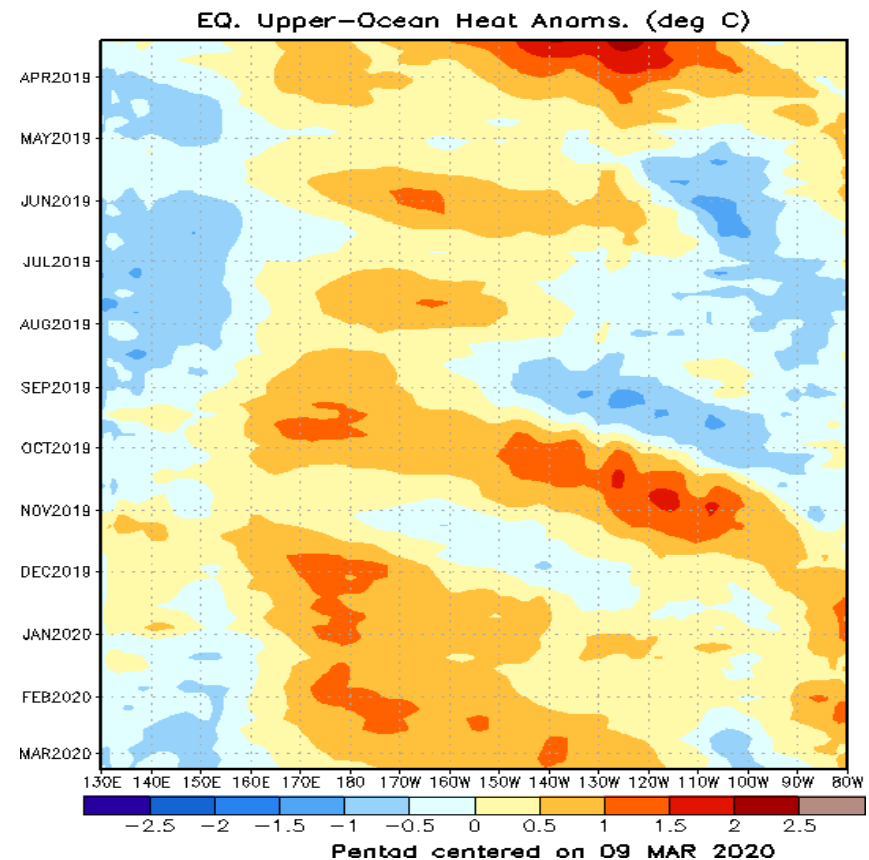 EQ. Upper-Ocean Heat Anoms. (deg C)
APR2019
MAY2019
JUN2019
JUL2019
AUG2019
SEP2019
OCT2019
NOV2019
DEC2019
JAN2020
FEB2020
MAR2020
130E 140E 150E 160E 170E 180 170W 160W 150W 140W 130W 120W 110W 100W 90W 80W
-2.5 -2 -1.5 -1 -0.5 0 0.5 1 1.5 2 2.5
Pentad centered on 09 MAR 2020